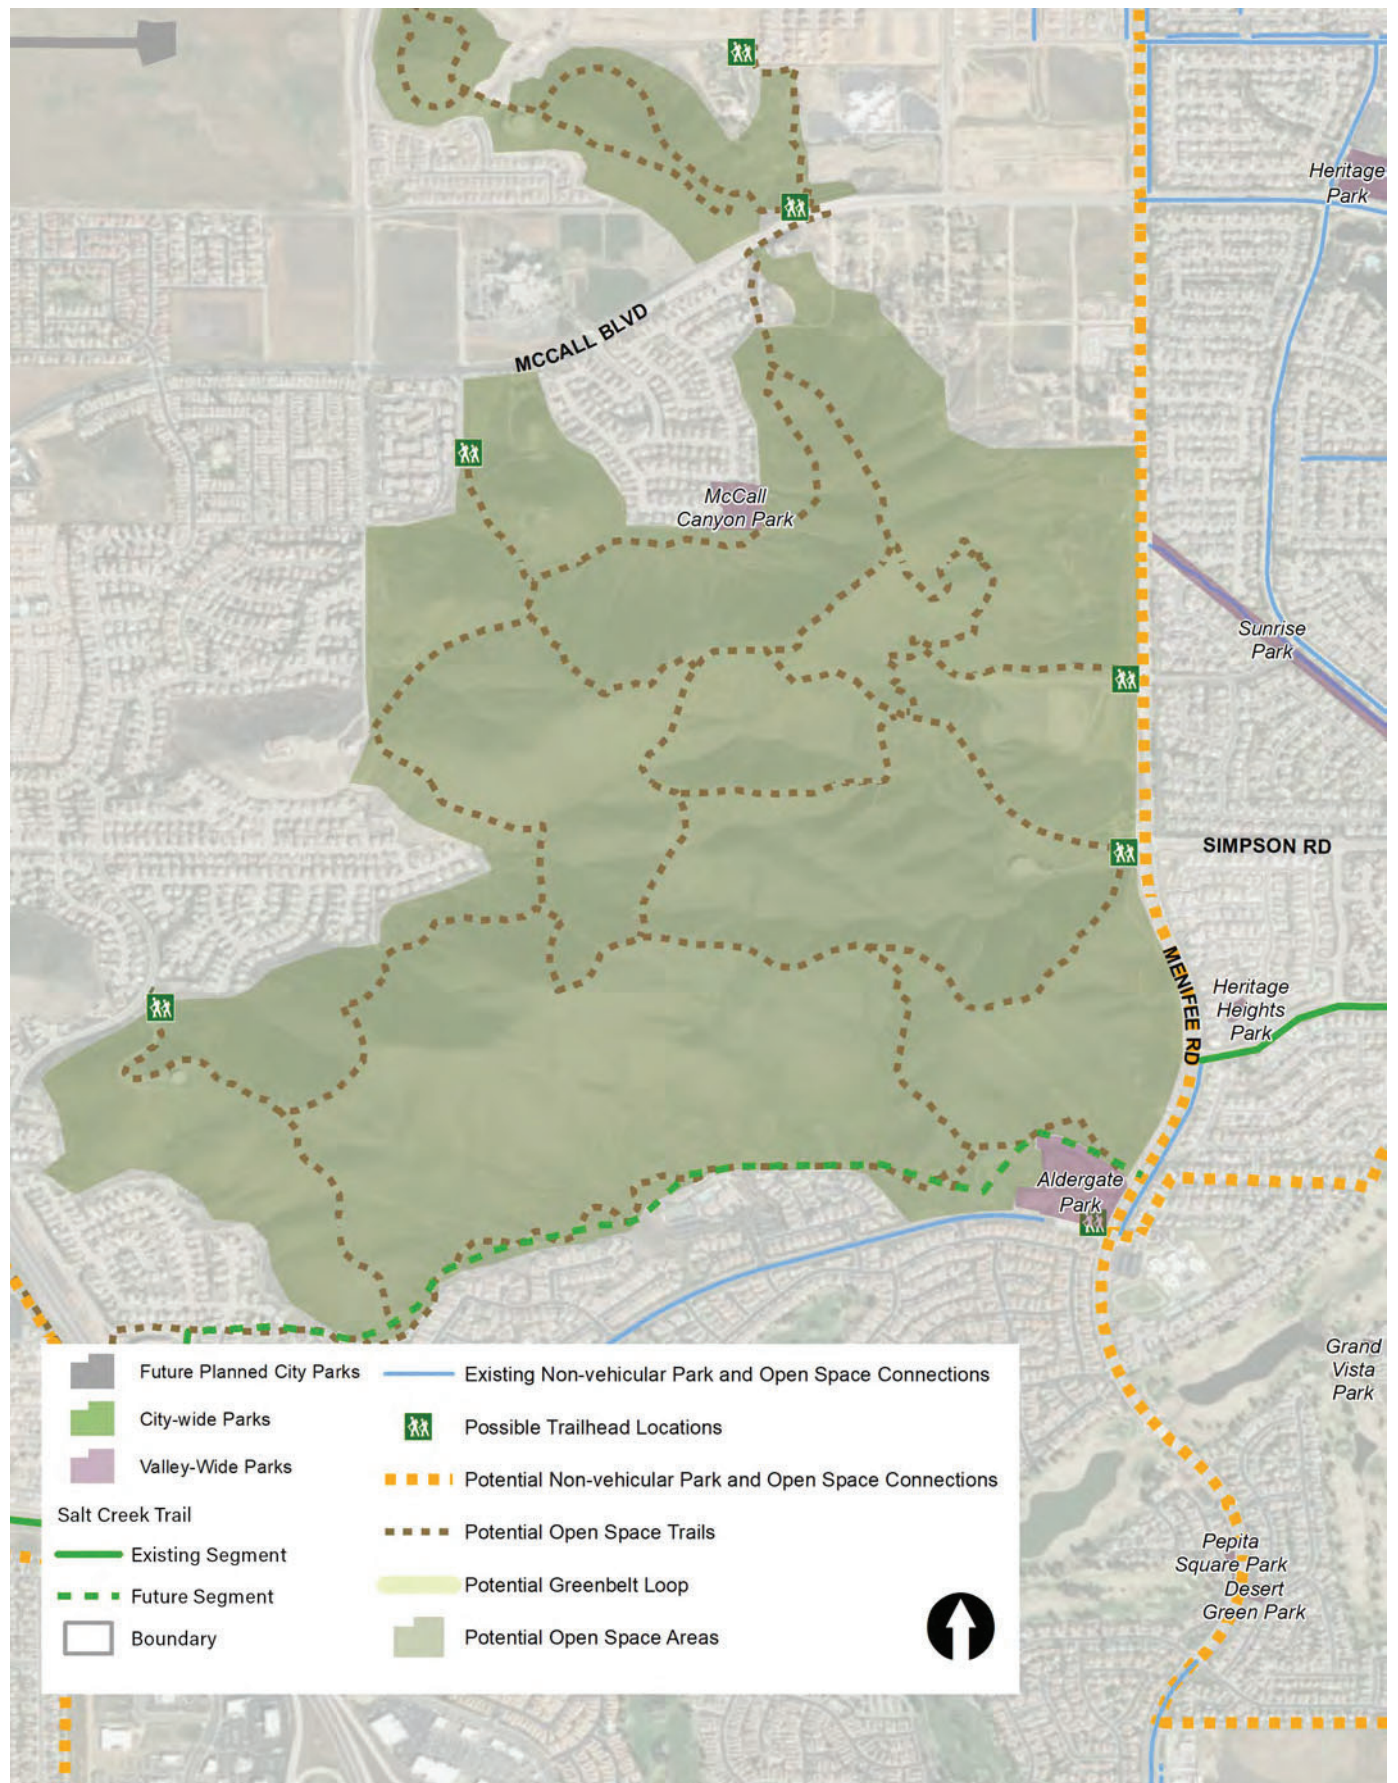 Heritage
Park
MCCALL BLVD
McCall
Canyon Park
Sunrise
Park
SIMPSON RD
MENIFEE RD
Heritage
Heights
Park
Aldergate
Park
Grand
Vista
Park
Pepita
Square Park
Desert
Green Park
Future Planned City Parks
City-wide Parks
Valley-Wide Parks
Salt Creek Trail
Existing Segment
Future Segment
Boundary
Existing Non-vehicular Park and Open Space Connections
Possible Trailhead Locations
Potential Non-vehicular Park and Open Space Connections
Potential Open Space Trails
Potential Greenbelt Loop
Potential Open Space Areas